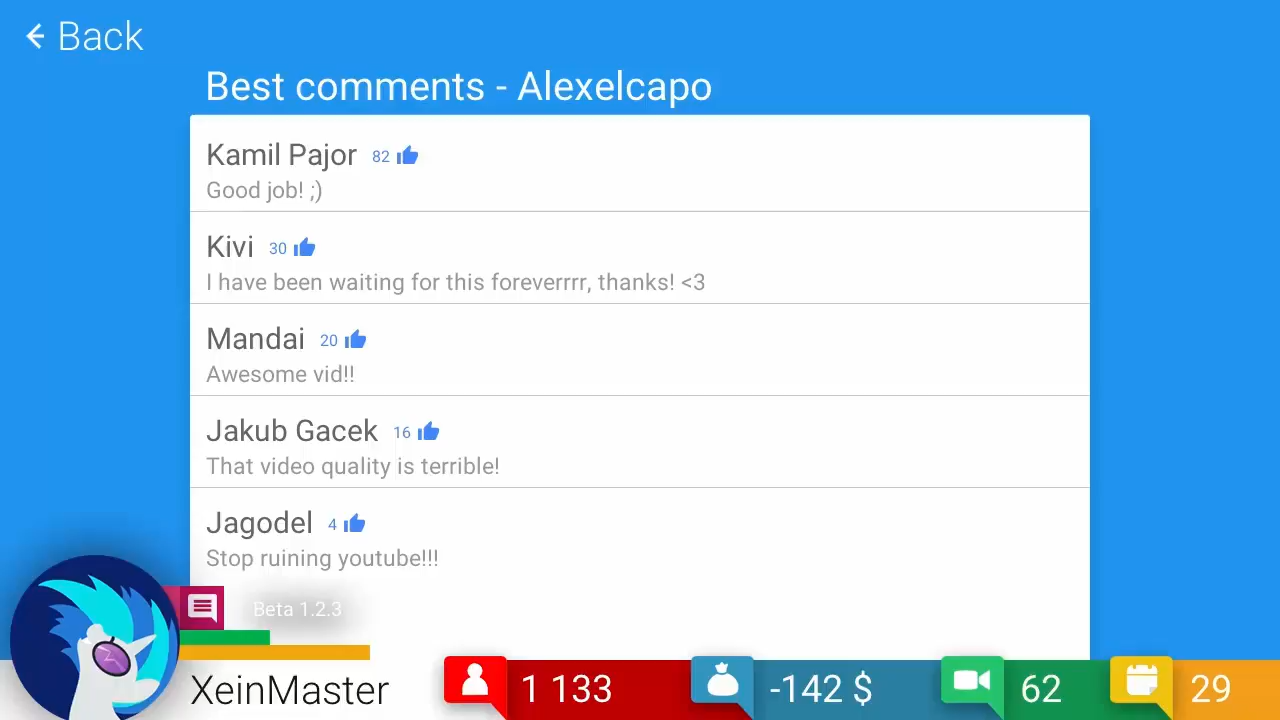 Back
Best comments - Alexelcapo
Kamil Pajor 82
Good job! ;)
Kivi 30
I have been waiting for this foreverrrr, thanks! <3
Mandai 20
Awesome vid!!
Jakub Gacek 16
That video quality is terrible!
Jagodel 4
Stop ruining youtube!!!
Beta 1.2.3
XeinMaster 1 133 -142 $ 62 29